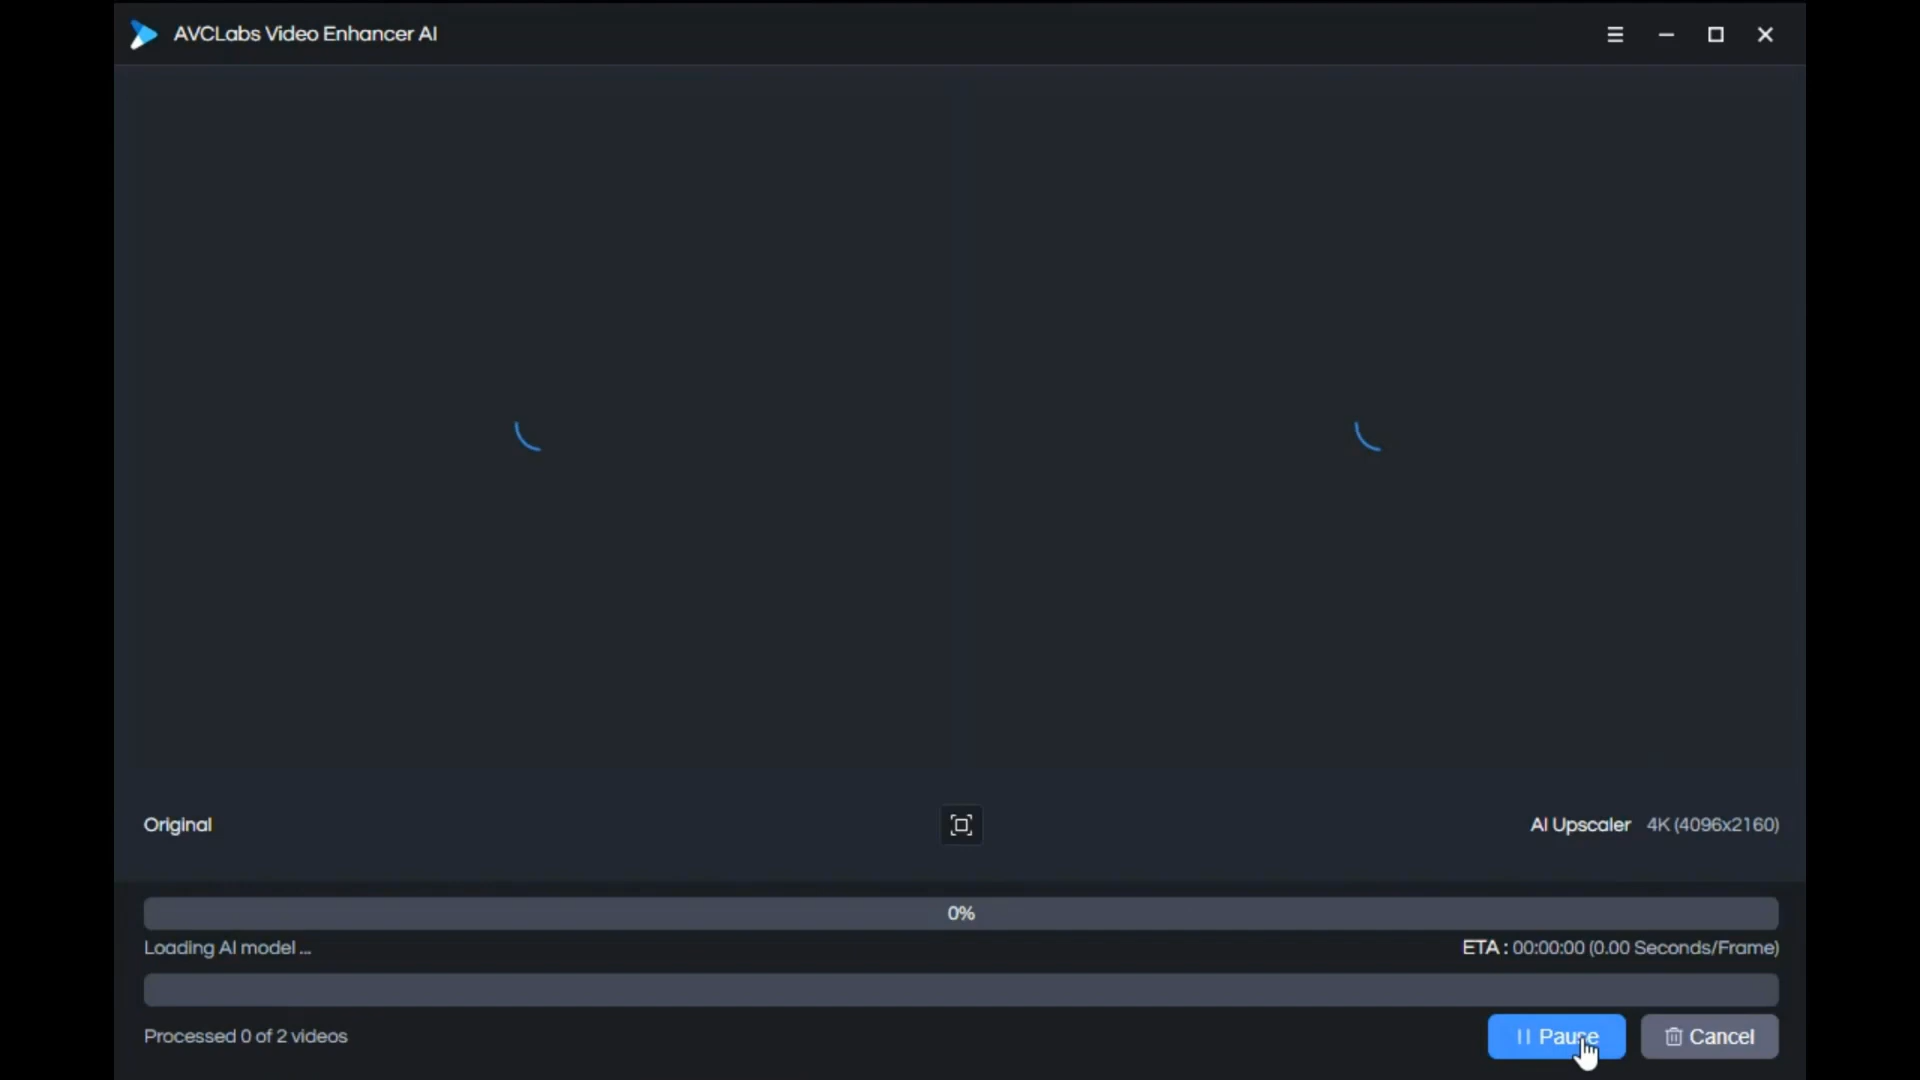 AVCLabs Video Enhancer AI
Original
AI Upscaler 4K (4096x2160)
0%
Loading AI model ...
ETA : 00:00:00 (0.00 Seconds/Frame)
Processed 0 of 2 videos
Pause
Cancel